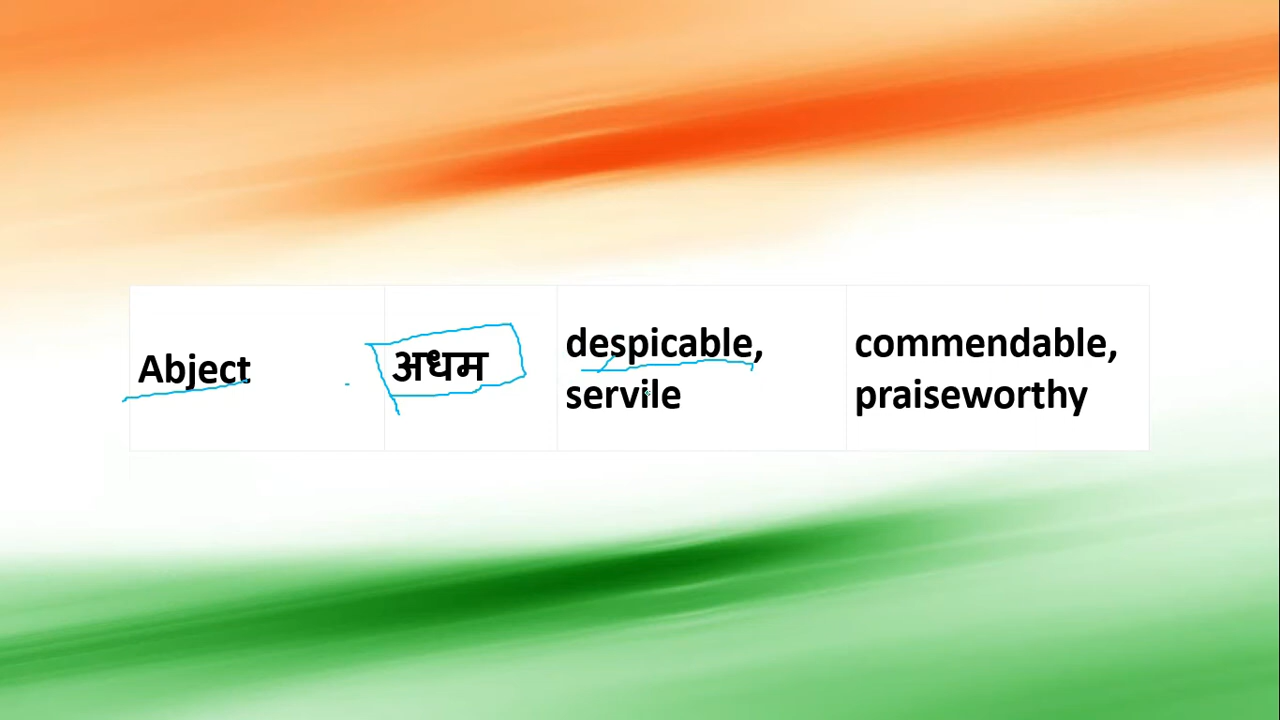 Abject
अधम
despicable,
servile
commendable,
praiseworthy